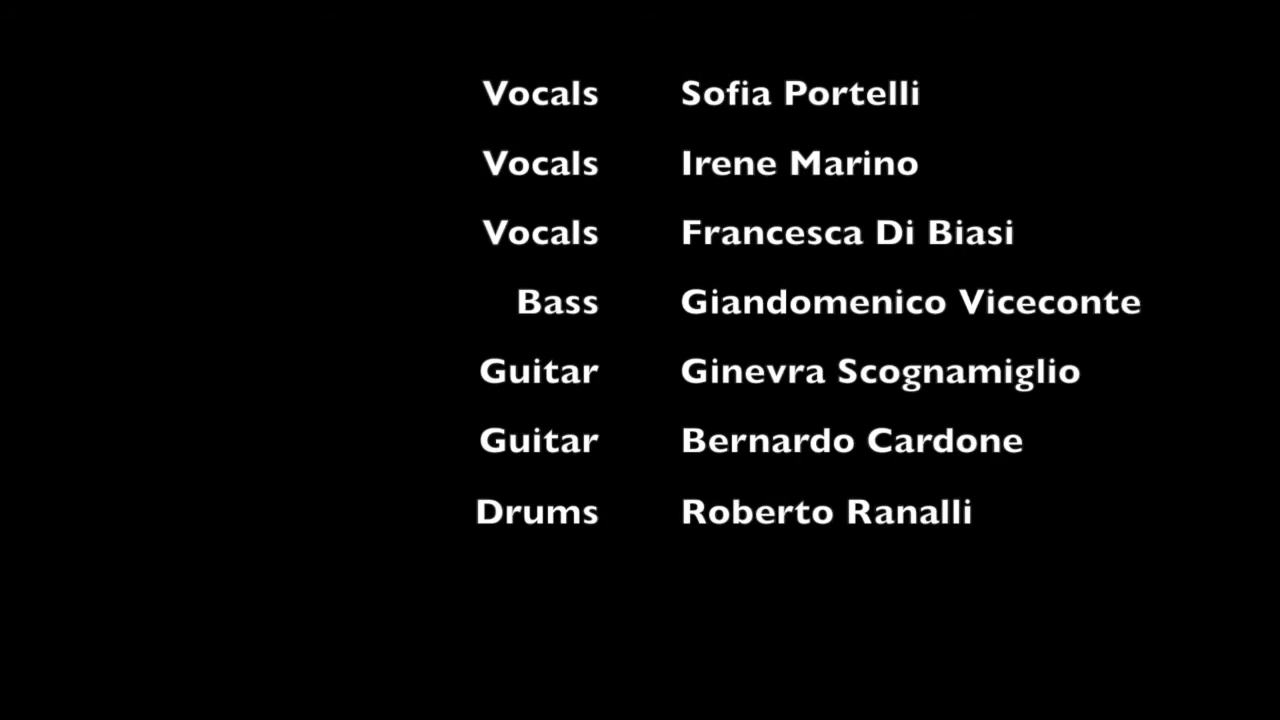 Vocals Sofia Portelli
Vocals Irene Marino
Vocals Francesca Di Biasi
Bass Giandomenico Viceconte
Guitar Ginevra Scognamiglio
Guitar Bernardo Cardone
Drums Roberto Ranalli